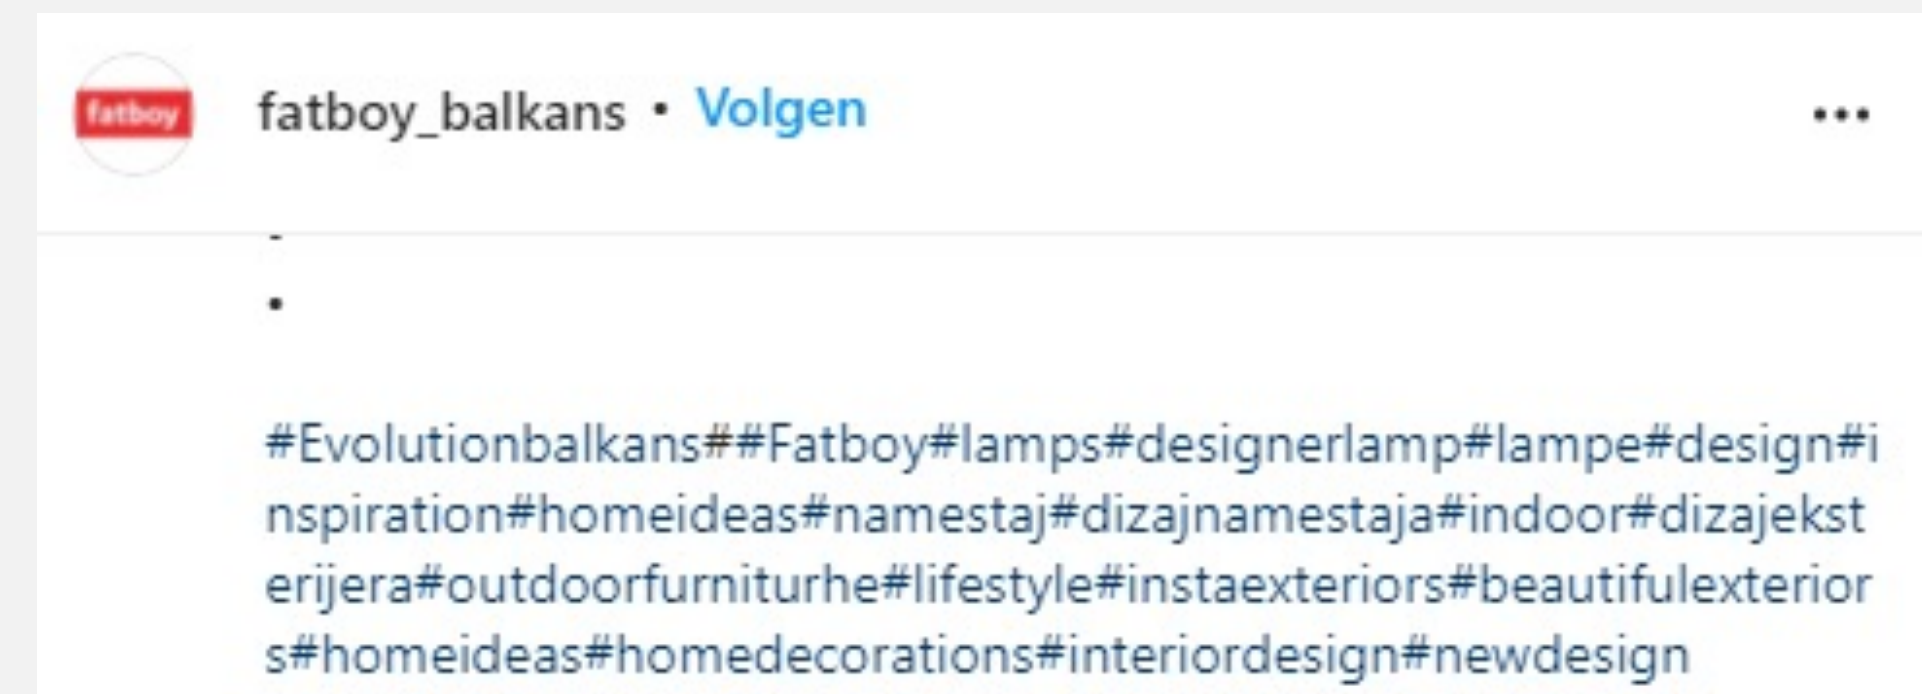 fatboy
fatboy_balkans • Volgen
#Evolutionbalkans##Fatboy#lamps#designerlamp#lampe#design#i
nspiration#homeideas#namestaj#dizajnamestaja#indoor#dizajekst
erijera#outdoorfurniturhe#lifestyle#instaexteriors#beautifulexterior
s#homeideas#homedecorations#interiordesign#newdesign